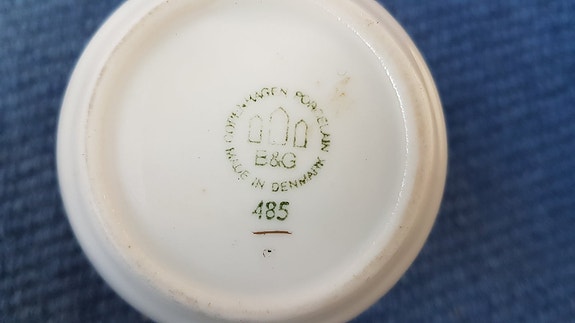 COPENHAGEN PORCELAIN
B&G
MADE IN DENMARK
485